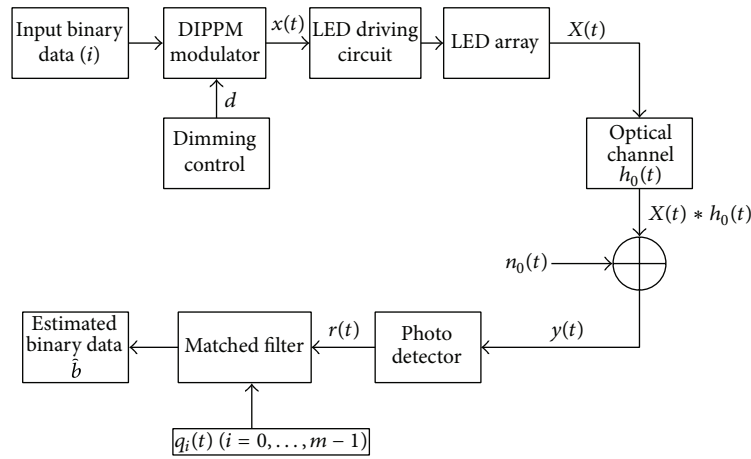 Input binary
data (i)
DIPPM
modulator
x(t)
LED driving
circuit
LED array
X(t)
d
Dimming
control
Optical
channel
h₀(t)
X(t) ∗ h₀(t)
n₀(t)
Estimated
binary data
b̂
Matched filter
r(t)
Photo
detector
y(t)
qᵢ(t) (i = 0, . . . , m − 1)